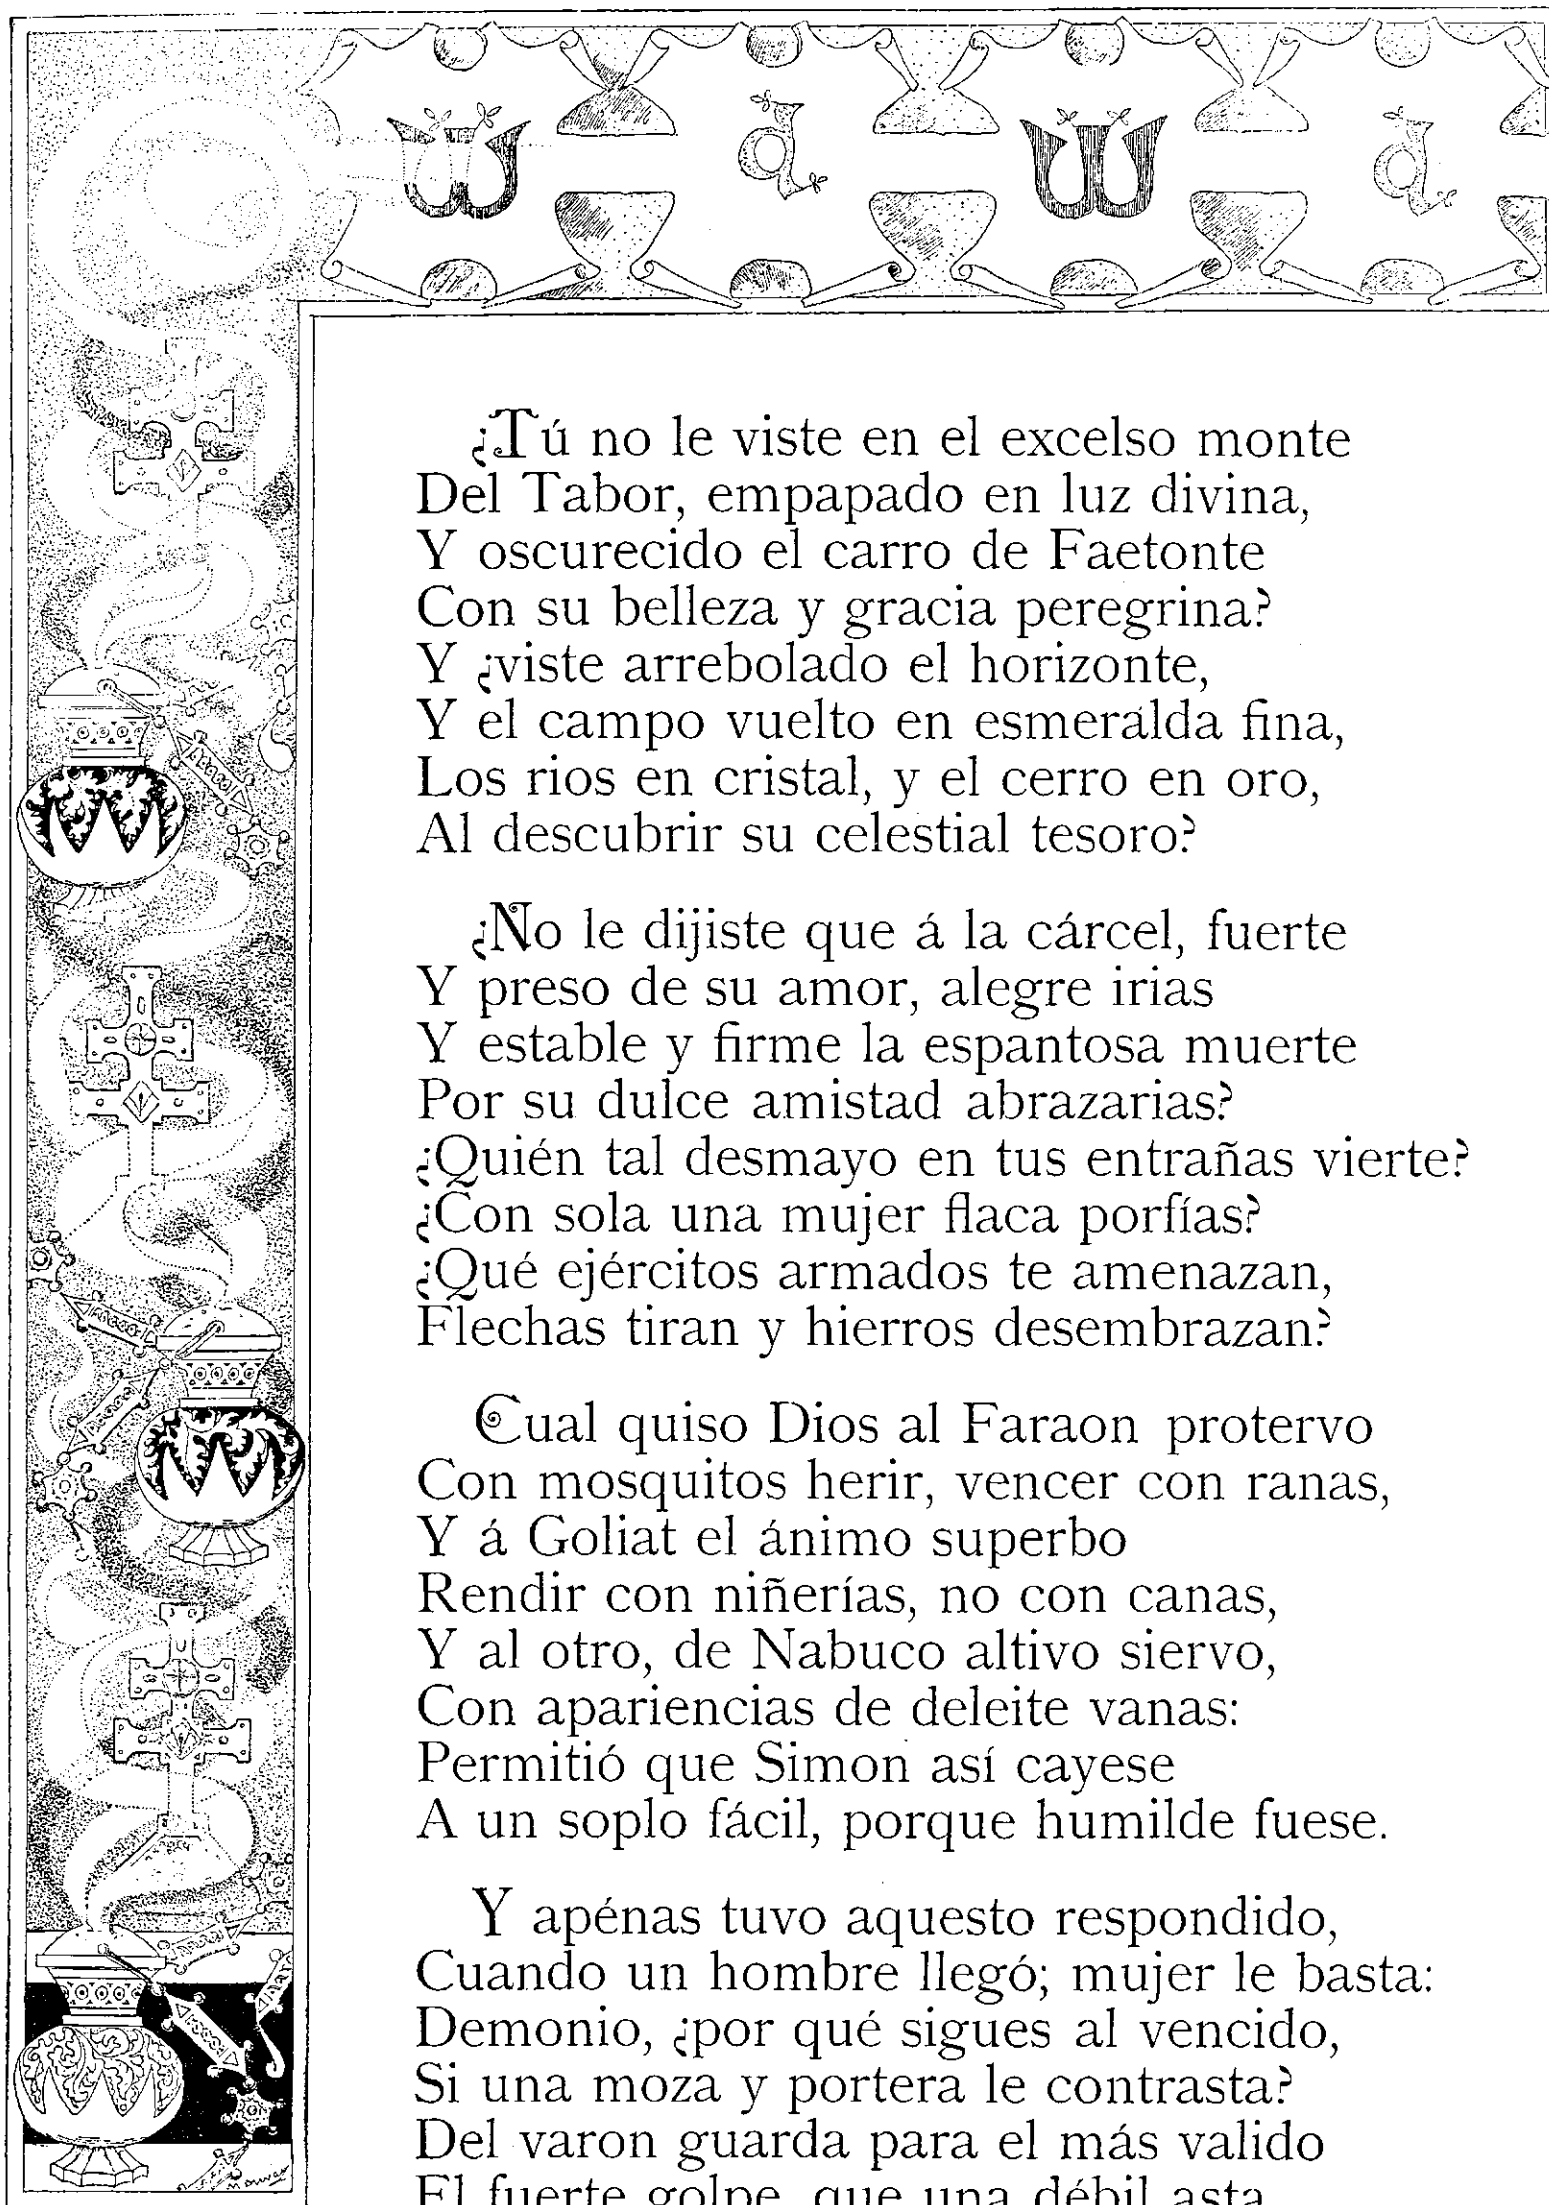 ¿Tú no le viste en el excelso monte
Del Tabor, empapado en luz divina,
Y oscurecido el carro de Faetonte
Con su belleza y gracia peregrina?
Y ¿viste arrebolado el horizonte,
Y el campo vuelto en esmeralda fina,
Los rios en cristal, y el cerro en oro,
Al descubrir su celestial tesoro?
¿No le dijiste que á la cárcel, fuerte
Y preso de su amor, alegre irias
Y estable y firme la espantosa muerte
Por su dulce amistad abrazarias?
¿Quién tal desmayo en tus entrañas vierte?
¿Con sola una mujer flaca porfías?
¿Qué ejércitos armados te amenazan,
Flechas tiran y hierros desembrazan?
Cual quiso Dios al Faraon protervo
Con mosquitos herir, vencer con ranas,
Y á Goliat el ánimo superbo
Rendir con niñerías, no con canas,
Y al otro, de Nabuco altivo siervo,
Con apariencias de deleite vanas:
Permitió que Simon así cayese
A un soplo fácil, porque humilde fuese.
Y apénas tuvo aquesto respondido,
Cuando un hombre llegó; mujer le basta:
Demonio, ¿por qué sigues al vencido,
Si una moza y portera le contrasta?
Del varon guarda para el más valido
El fuerte golpe, que una débil asta